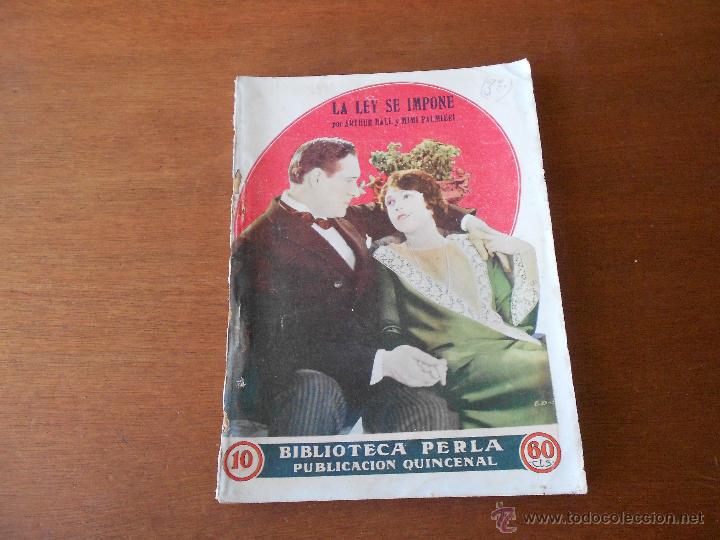 LA LEY SE IMPONE
por ARTHUR HALL y MIMI PALMIERI
10
BIBLIOTECA PERLA
PUBLICACION QUINCENAL
60
cts
www.todocoleccion.net